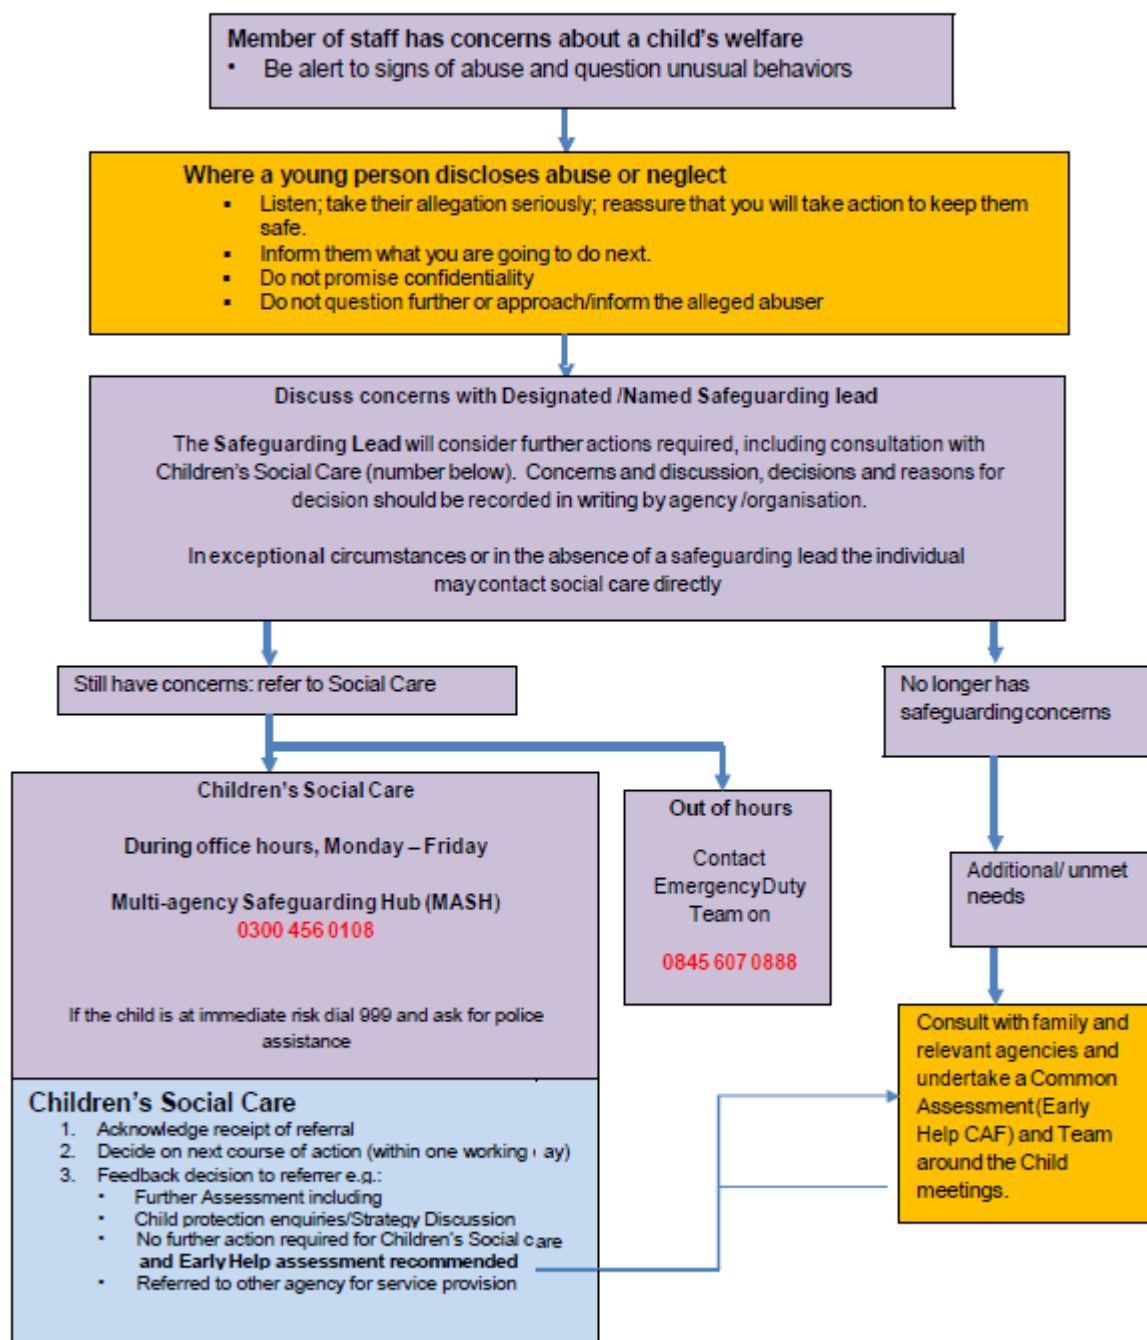 Member of staff has concerns about a child's welfare
• Be alert to signs of abuse and question unusual behaviors
Where a young person discloses abuse or neglect
▪ Listen; take their allegation seriously; reassure that you will take action to keep them
safe.
▪ Inform them what you are going to do next.
▪ Do not promise confidentiality
▪ Do not question further or approach/inform the alleged abuser
Discuss concerns with Designated /Named Safeguarding lead
The Safeguarding Lead will consider further actions required, including consultation with
Children's Social Care (number below). Concerns and discussion, decisions and reasons for
decision should be recorded in writing by agency /organisation.
In exceptional circumstances or in the absence of a safeguarding lead the individual
may contact social care directly
Still have concerns: refer to Social Care
No longer has
safeguarding concerns
Children's Social Care
During office hours, Monday – Friday
Multi-agency Safeguarding Hub (MASH)
0300 456 0108
If the child is at immediate risk dial 999 and ask for police
assistance
Out of hours
Contact
Emergency Duty
Team on
0845 607 0888
Additional/ unmet
needs
Consult with family and
relevant agencies and
undertake a Common
Assessment (Early
Help CAF) and Team
around the Child
meetings.
Children's Social Care
1. Acknowledge receipt of referral
2. Decide on next course of action (within one working ay)
3. Feedback decision to referrer e.g.:
• Further Assessment including
• Child protection enquiries/Strategy Discussion
• No further action required for Children's Social care
and Early Help assessment recommended
• Referred to other agency for service provision